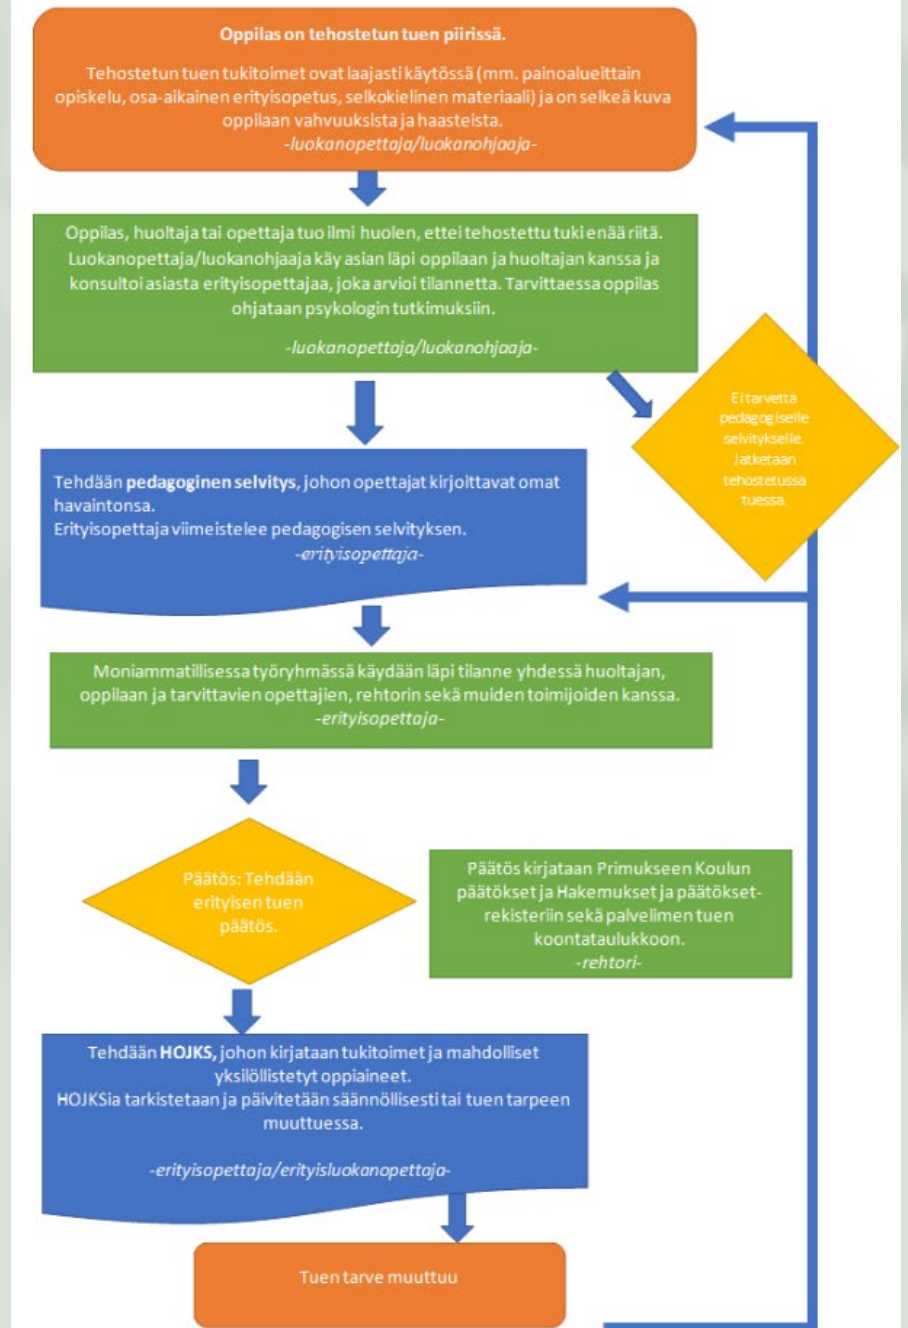 Oppilas on tehostetun tuen piirissä.
Tehostetun tuen tukitoimet ovat laajasti käytössä (mm. painoalueittain
opiskelu, osa-aikainen erityisopetus, selkokielinen materiaali) ja on selkeä kuva
oppilaan vahvuuksista ja haasteista.
-luokanopettaja/luokanohjaaja-
Oppilas, huoltaja tai opettaja tuo ilmi huolen, ettei tehostettu tuki enää riitä.
Luokanopettaja/luokanohjaaja käy asian läpi oppilaan ja huoltajan kanssa ja
konsultoi asiasta erityisopettajaa, joka arvioi tilannetta. Tarvittaessa oppilas
ohjataan psykologin tutkimuksiin.
-luokanopettaja/luokanohjaaja-
Ei tarvetta
pedagogiselle
selvitykselle.
Jatketaan
tehostetussa
tuessa.
Tehdään pedagoginen selvitys, johon opettajat kirjoittavat omat
havaintonsa.
Erityisopettaja viimeistelee pedagogisen selvityksen.
-erityisopettaja-
Moniammatillisessa työryhmässä käydään läpi tilanne yhdessä huoltajan,
oppilaan ja tarvittavien opettajien, rehtorin sekä muiden toimijoiden kanssa.
-erityisopettaja-
Päätös: Tehdään
erityisen tuen
päätös.
Päätös kirjataan Primukseen Koulun
päätökset ja Hakemukset ja päätökset-
rekisteriin sekä palvelimen tuen
koontataulukkoon.
-rehtori-
Tehdään HOJKS, johon kirjataan tukitoimet ja mahdolliset
yksilöllistetyt oppiaineet.
HOJKSia tarkistetaan ja päivitetään säännöllisesti tai tuen tarpeen
muuttuessa.
-erityisopettaja/erityisluokanopettaja-
Tuen tarve muuttuu